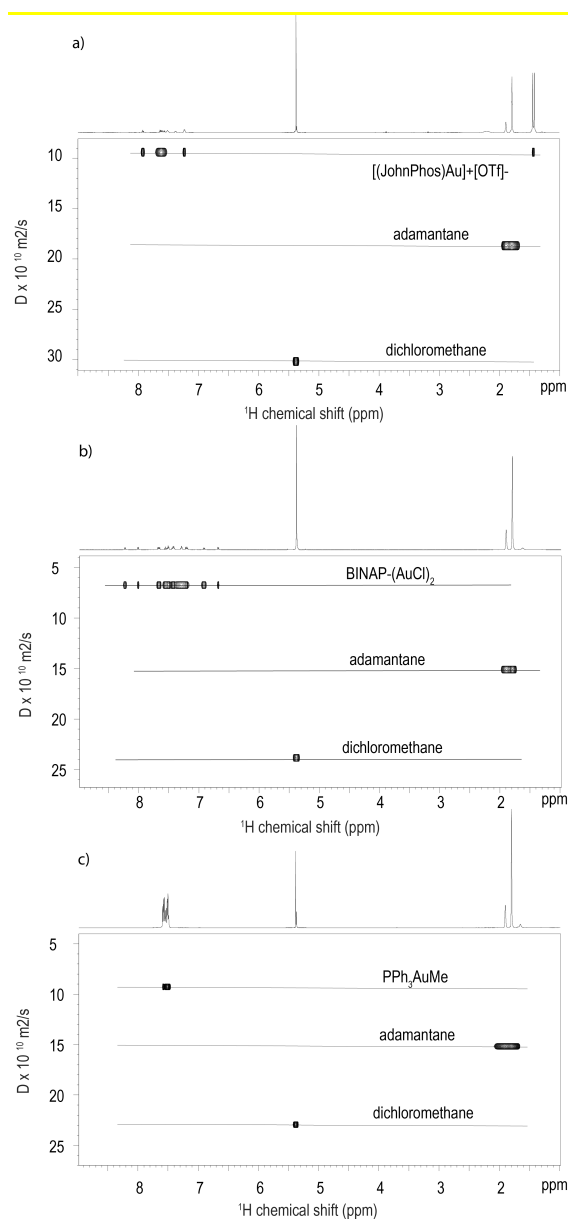 a)
10
[(JohnPhos)Au]+[OTf]-
15
adamantane
20
25
dichloromethane
30
D x 10 10 m2/s
8 7 6 5 4 3 2 ppm
1H chemical shift (ppm)
b)
5
BINAP-(AuCl)2
10
adamantane
15
20
dichloromethane
25
D x 10 10 m2/s
8 7 6 5 4 3 2 ppm
1H chemical shift (ppm)
c)
5
PPh3AuMe
10
adamantane
15
20
dichloromethane
25
D x 10 10 m2/s
8 7 6 5 4 3 2 ppm
1H chemical shift (ppm)